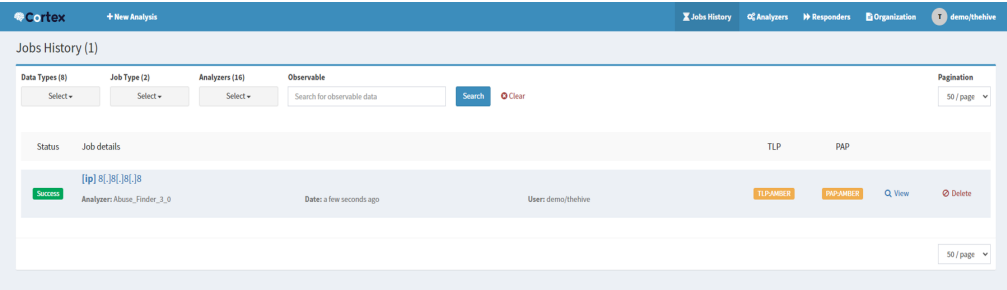 Cortex + New Analysis Jobs History Analyzers Responders Organization T demo/thehive
Jobs History (1)
Data Types (8) Job Type (2) Analyzers (16) Observable Pagination
Select Select Select Search for observable data Search Clear 50 / page
Status Job details TLP PAP
[ip] 8[.]8[.]8[.]8
Success TLP:AMBER PAP:AMBER View Delete
Analyzer: Abuse_Finder_3_0 Date: a few seconds ago User: demo/thehive
50 / page